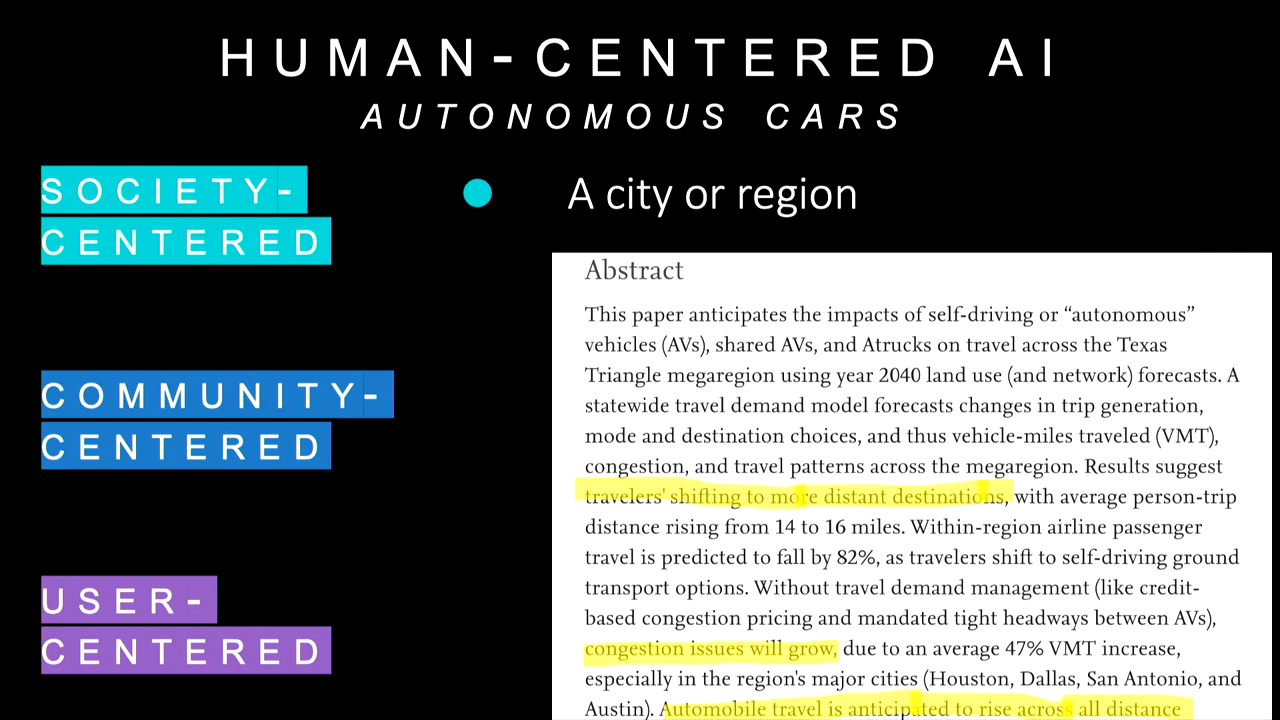 HUMAN-CENTERED AI
AUTONOMOUS CARS
SOCIETY-
CENTERED
● A city or region
COMMUNITY-
CENTERED
USER-
CENTERED
Abstract
This paper anticipates the impacts of self-driving or “autonomous”
vehicles (AVs), shared AVs, and Atrucks on travel across the Texas
Triangle megaregion using year 2040 land use (and network) forecasts. A
statewide travel demand model forecasts changes in trip generation,
mode and destination choices, and thus vehicle-miles traveled (VMT),
congestion, and travel patterns across the megaregion. Results suggest
travelers' shifting to more distant destinations, with average person-trip
distance rising from 14 to 16 miles. Within-region airline passenger
travel is predicted to fall by 82%, as travelers shift to self-driving ground
transport options. Without travel demand management (like credit-
based congestion pricing and mandated tight headways between AVs),
congestion issues will grow, due to an average 47% VMT increase,
especially in the region's major cities (Houston, Dallas, San Antonio, and
Austin). Automobile travel is anticipated to rise across all distance